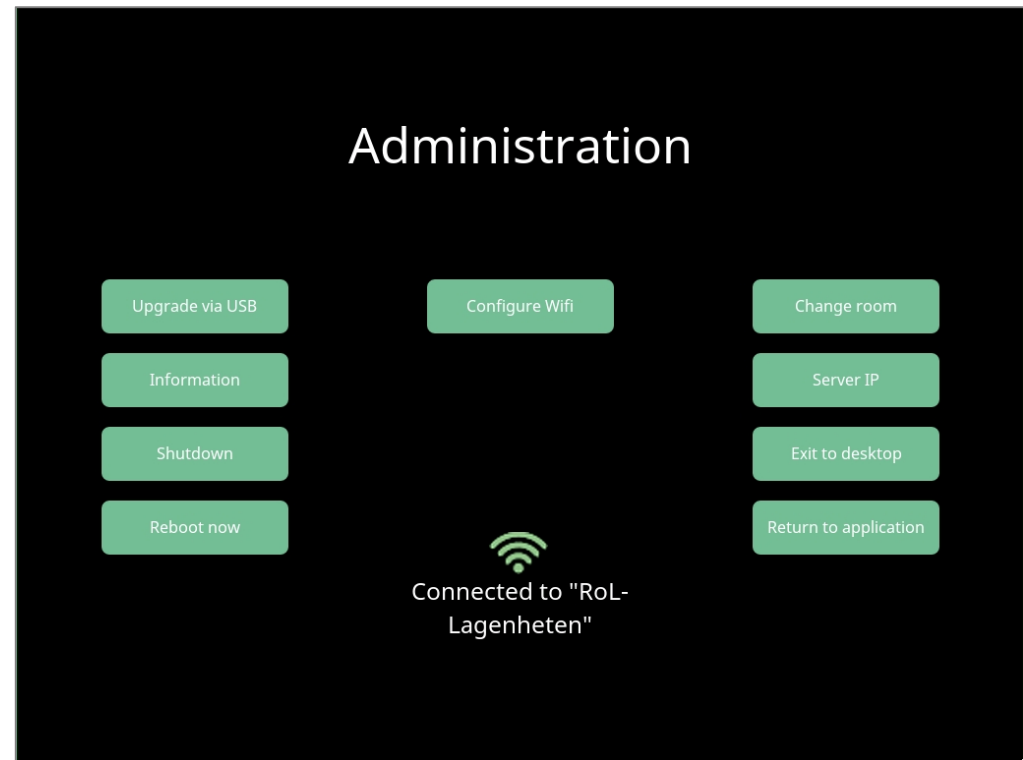 Administration
Upgrade via USB
Configure Wifi
Change room
Information
Server IP
Shutdown
Exit to desktop
Reboot now
Return to application
Connected to "RoL-
Lagenheten"